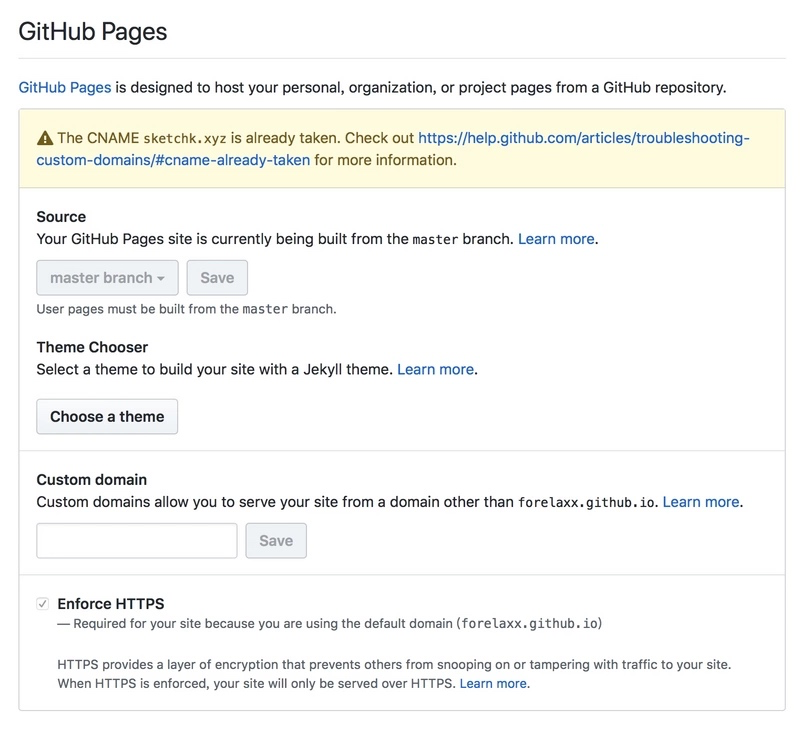 GitHub Pages
GitHub Pages is designed to host your personal, organization, or project pages from a GitHub repository.
The CNAME sketchk.xyz is already taken. Check out https://help.github.com/articles/troubleshooting-
custom-domains/#cname-already-taken for more information.
Source
Your GitHub Pages site is currently being built from the master branch. Learn more.
master branch Save
User pages must be built from the master branch.
Theme Chooser
Select a theme to build your site with a Jekyll theme. Learn more.
Choose a theme
Custom domain
Custom domains allow you to serve your site from a domain other than forelaxx.github.io. Learn more.
Save
Enforce HTTPS
— Required for your site because you are using the default domain (forelaxx.github.io)
HTTPS provides a layer of encryption that prevents others from snooping on or tampering with traffic to your site.
When HTTPS is enforced, your site will only be served over HTTPS. Learn more.